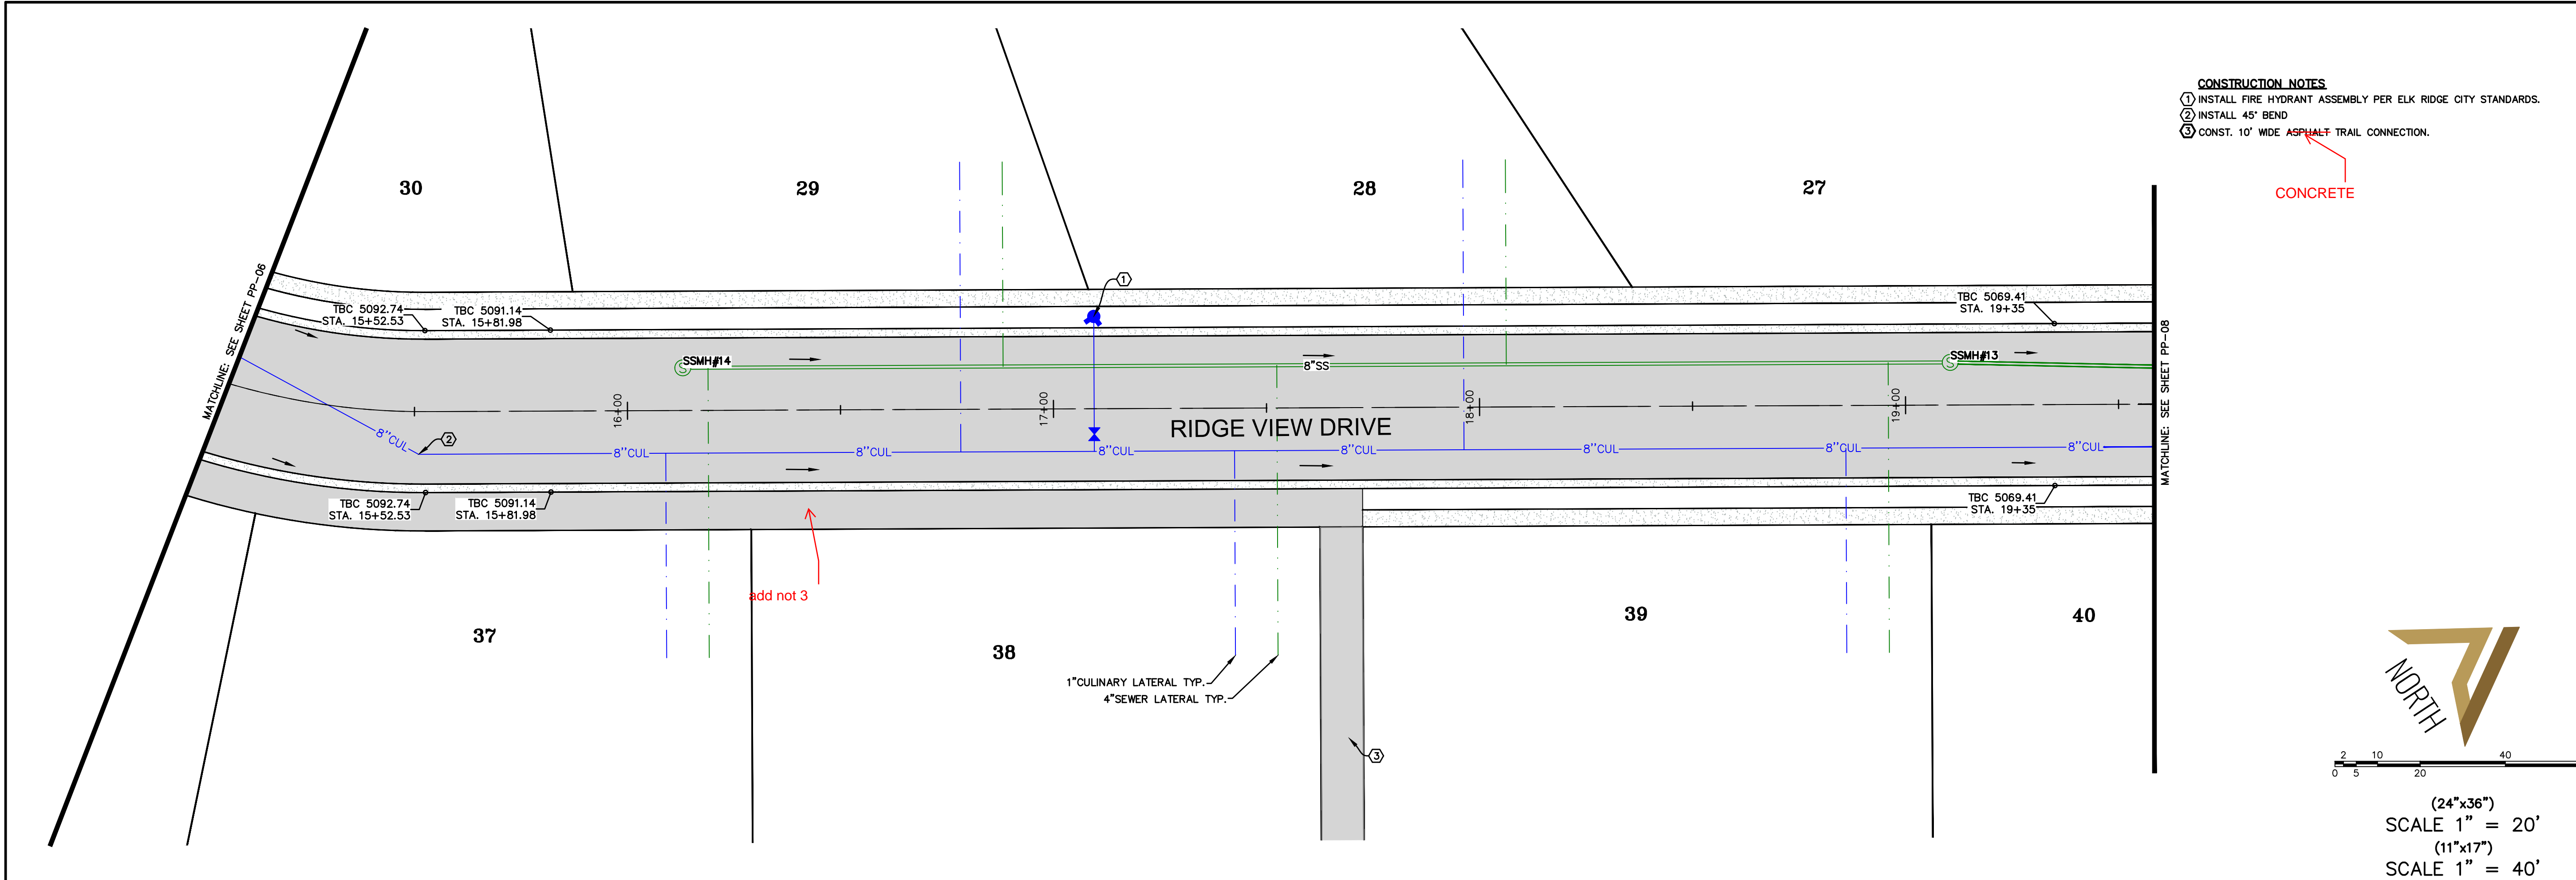 CONSTRUCTION NOTES
1 INSTALL FIRE HYDRANT ASSEMBLY PER ELK RIDGE CITY STANDARDS.
2 INSTALL 45° BEND
3 CONST. 10' WIDE ASPHALT TRAIL CONNECTION.
CONCRETE
30
29
28
27
MATCHLINE: SEE SHEET PP-06
TBC 5092.74
STA. 15+52.53
TBC 5091.14
STA. 15+81.98
1
TBC 5069.41
STA. 19+35
SSMH#14
8"SS
SSMH#13
16+00
17+00
18+00
19+00
RIDGE VIEW DRIVE
8"CUL
2
8"CUL
8"CUL
8"CUL
8"CUL
8"CUL
8"CUL
8"CUL
MATCHLINE: SEE SHEET PP-08
TBC 5092.74
STA. 15+52.53
TBC 5091.14
STA. 15+81.98
TBC 5069.41
STA. 19+35
add not 3
37
38
39
40
1"CULINARY LATERAL TYP.
4"SEWER LATERAL TYP.
3
NORTH
2 10 40
0 5 20
(24"x36")
SCALE 1" = 20'
(11"x17")
SCALE 1" = 40'